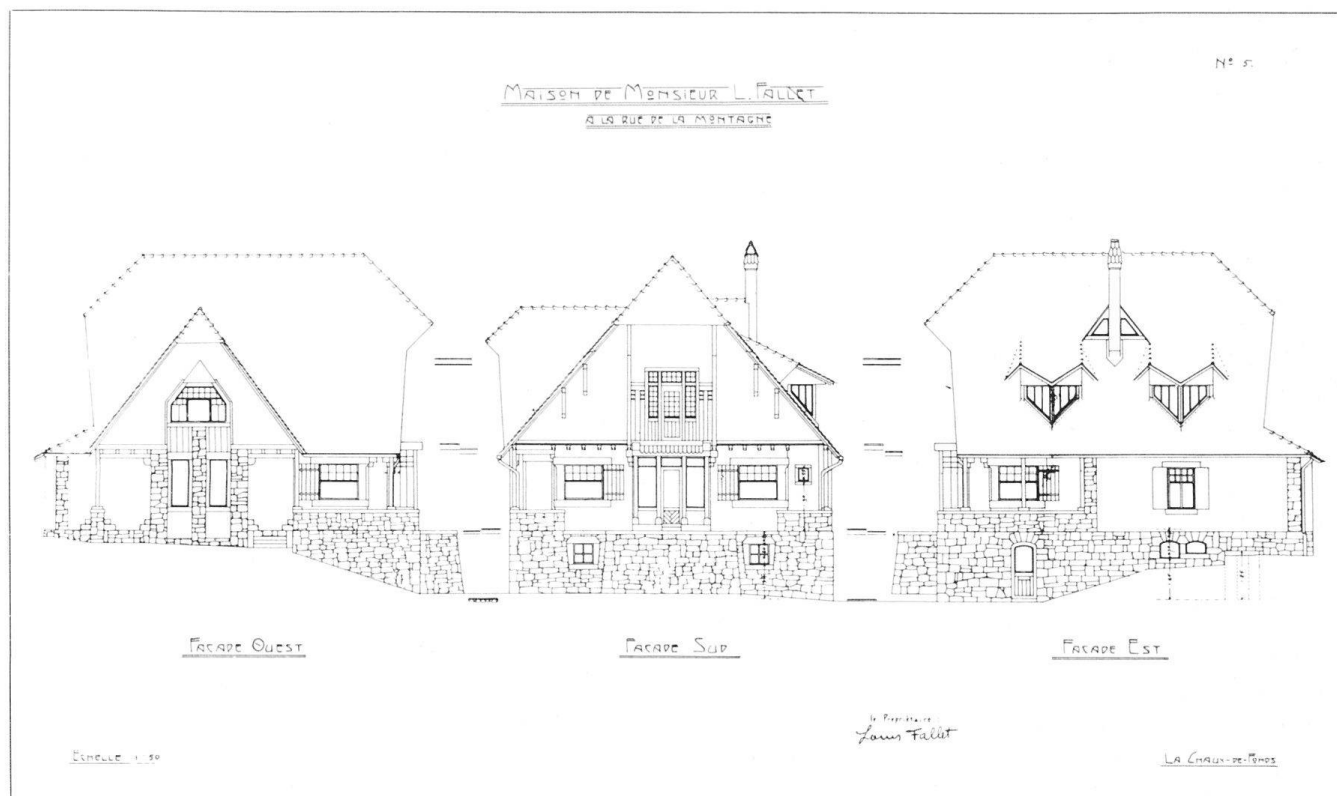 Nº 5.
MAISON DE MONSIEUR L. FALLET
A LA RUE DE LA MONTAGNE
FAÇADE OUEST
FAÇADE SUD
FAÇADE EST
le Propriétaire :
Louis Fallet
ECHELLE 1 : 50
LA CHAUX-DE-FONDS